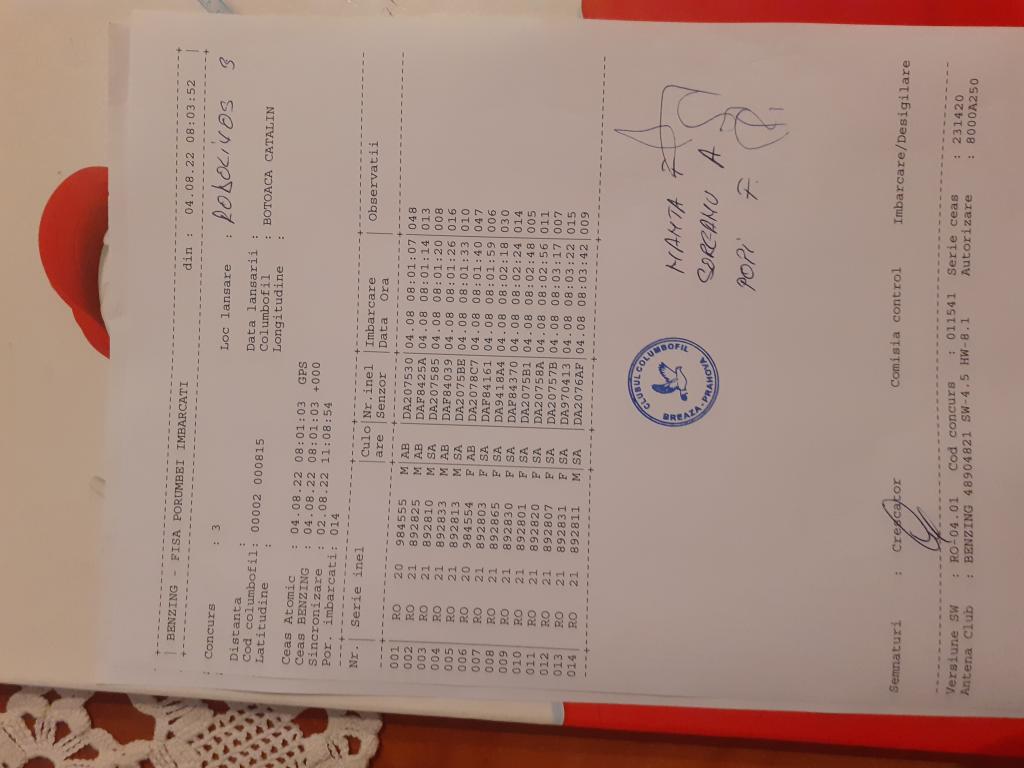 BENZING - FISA PORUMBEI IMBARCATI din : 04.08.22 08:03:52
Concurs : 3 Loc lansare : 3
Distanta : Data lansarii :
Cod columbofil: 00002 000815 Columbofil : BOTOACA CATALIN
Latitudine : Longitudine :
Ceas Atomic : 04.08.22 08:01:03 GPS
Ceas BENZING : 04.08.22 08:01:03 +000
Sincronizare : 02.08.22 11:08:54
Por. imbarcati: 014
Nr. | Serie inel |Culo|Nr.inel |Imbarcare | Observatii
|are |Senzor |Data Ora |
001 | RO 20 984555 M|AB |DA207530|04.08 08:01:07|048
002 | RO 21 892825 M|AB |DAF8425A|04.08 08:01:14|013
003 | RO 21 892810 M|SA |DA207585|04.08 08:01:20|008
004 | RO 21 892833 M|AB |DAF84039|04.08 08:01:26|016
005 | RO 21 892813 M|SA |DA2075BE|04.08 08:01:33|010
006 | RO 20 984554 F|AB |DA2078C7|04.08 08:01:40|047
007 | RO 21 892803 F|SA |DAF84161|04.08 08:01:59|006
008 | RO 21 892865 F|SA |DA9418A4|04.08 08:02:18|030
009 | RO 21 892830 F|SA |DAF84370|04.08 08:02:24|014
010 | RO 21 892801 F|SA |DA2075B1|04.08 08:02:48|005
011 | RO 21 892820 F|SA |DA20758A|04.08 08:02:56|011
012 | RO 21 892807 F|SA |DA20757B|04.08 08:03:17|007
013 | RO 21 892831 F|SA |DA970413|04.08 08:03:22|015
014 | RO 21 892811 M|SA |DA2076AF|04.08 08:03:42|009
CLUBUL COLUMBOFIL
BREAZA-PRAHOVA
MAMTA F
SOREANU A
POPI F.
Semnaturi : Crescator Comisia control Imbarcare/Desigilare
Versiune SW : RO-04.01 Cod concurs : 011541 Serie ceas : 231420
Antena Club : BENZING 48904821 SW-4.5 HW-8.1 Autorizare : 8000A250